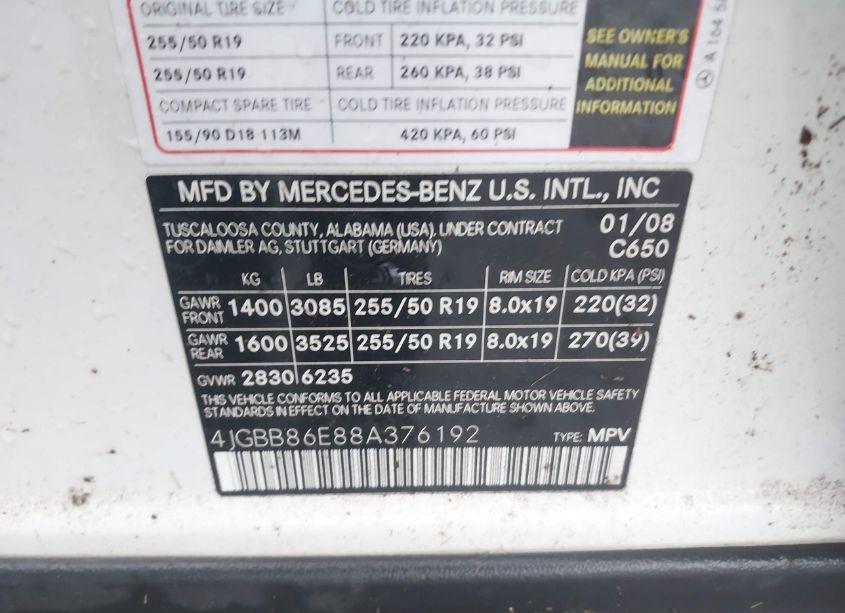 ORIGINAL TIRE SIZE COLD TIRE INFLATION PRESSURE
255/50 R19 FRONT 220 KPA, 32 PSI
255/50 R19 REAR 260 KPA, 38 PSI
COMPACT SPARE TIRE COLD TIRE INFLATION PRESSURE
155/90 D18 113M 420 KPA, 60 PSI
SEE OWNER'S
MANUAL FOR
ADDITIONAL
INFORMATION
A 164 58
MFD BY MERCEDES-BENZ U.S. INTL., INC
TUSCALOOSA COUNTY, ALABAMA (USA). UNDER CONTRACT 01/08
FOR DAIMLER AG, STUTTGART (GERMANY) C650
KG LB TIRES RIM SIZE COLD KPA (PSI)
GAWR FRONT 1400 3085 255/50 R19 8.0x19 220(32)
GAWR REAR 1600 3525 255/50 R19 8.0x19 270(39)
GVWR 2830 6235
THIS VEHICLE CONFORMS TO ALL APPLICABLE FEDERAL MOTOR VEHICLE SAFETY
STANDARDS IN EFFECT ON THE DATE OF MANUFACTURE SHOWN ABOVE.
4JGBB86E88A376192 TYPE: MPV